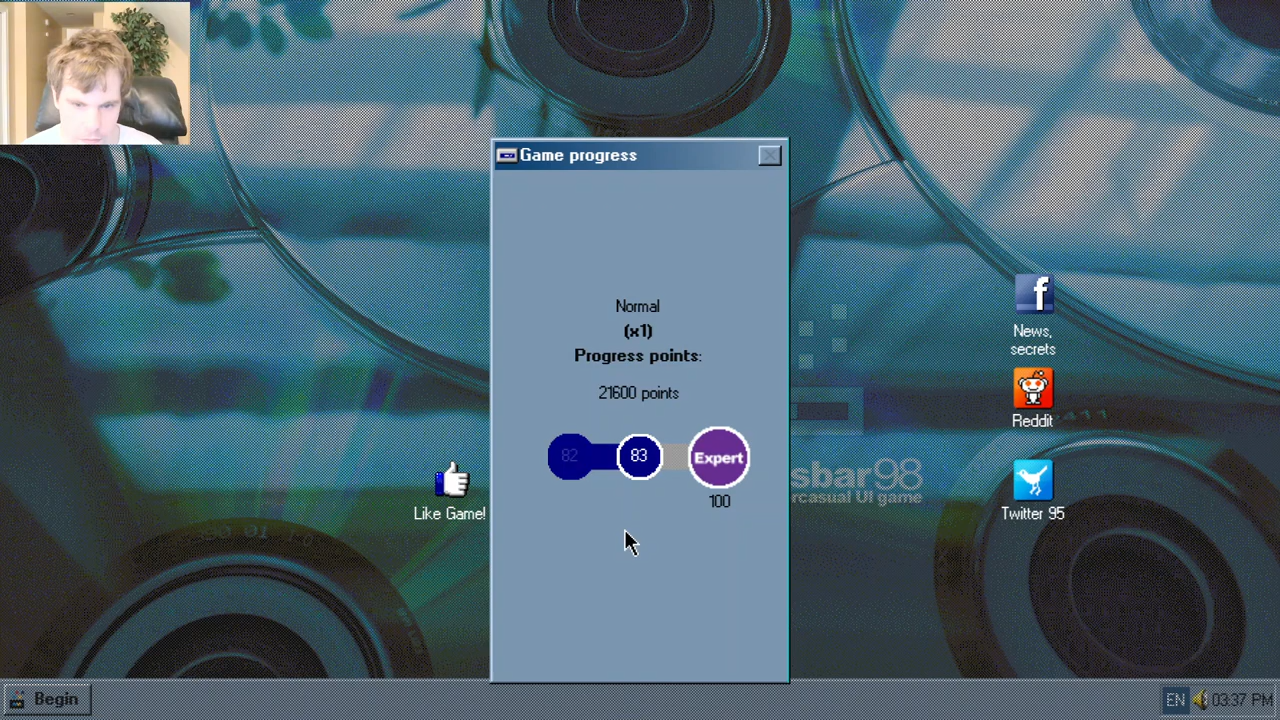 Game progress
Normal
(x1)
Progress points:
21600 points
82
83
Expert
100
Like Game!
News,
secrets
Reddit
Twitter 95
sbar98
rcasual UI game
Begin
EN
03:37 PM